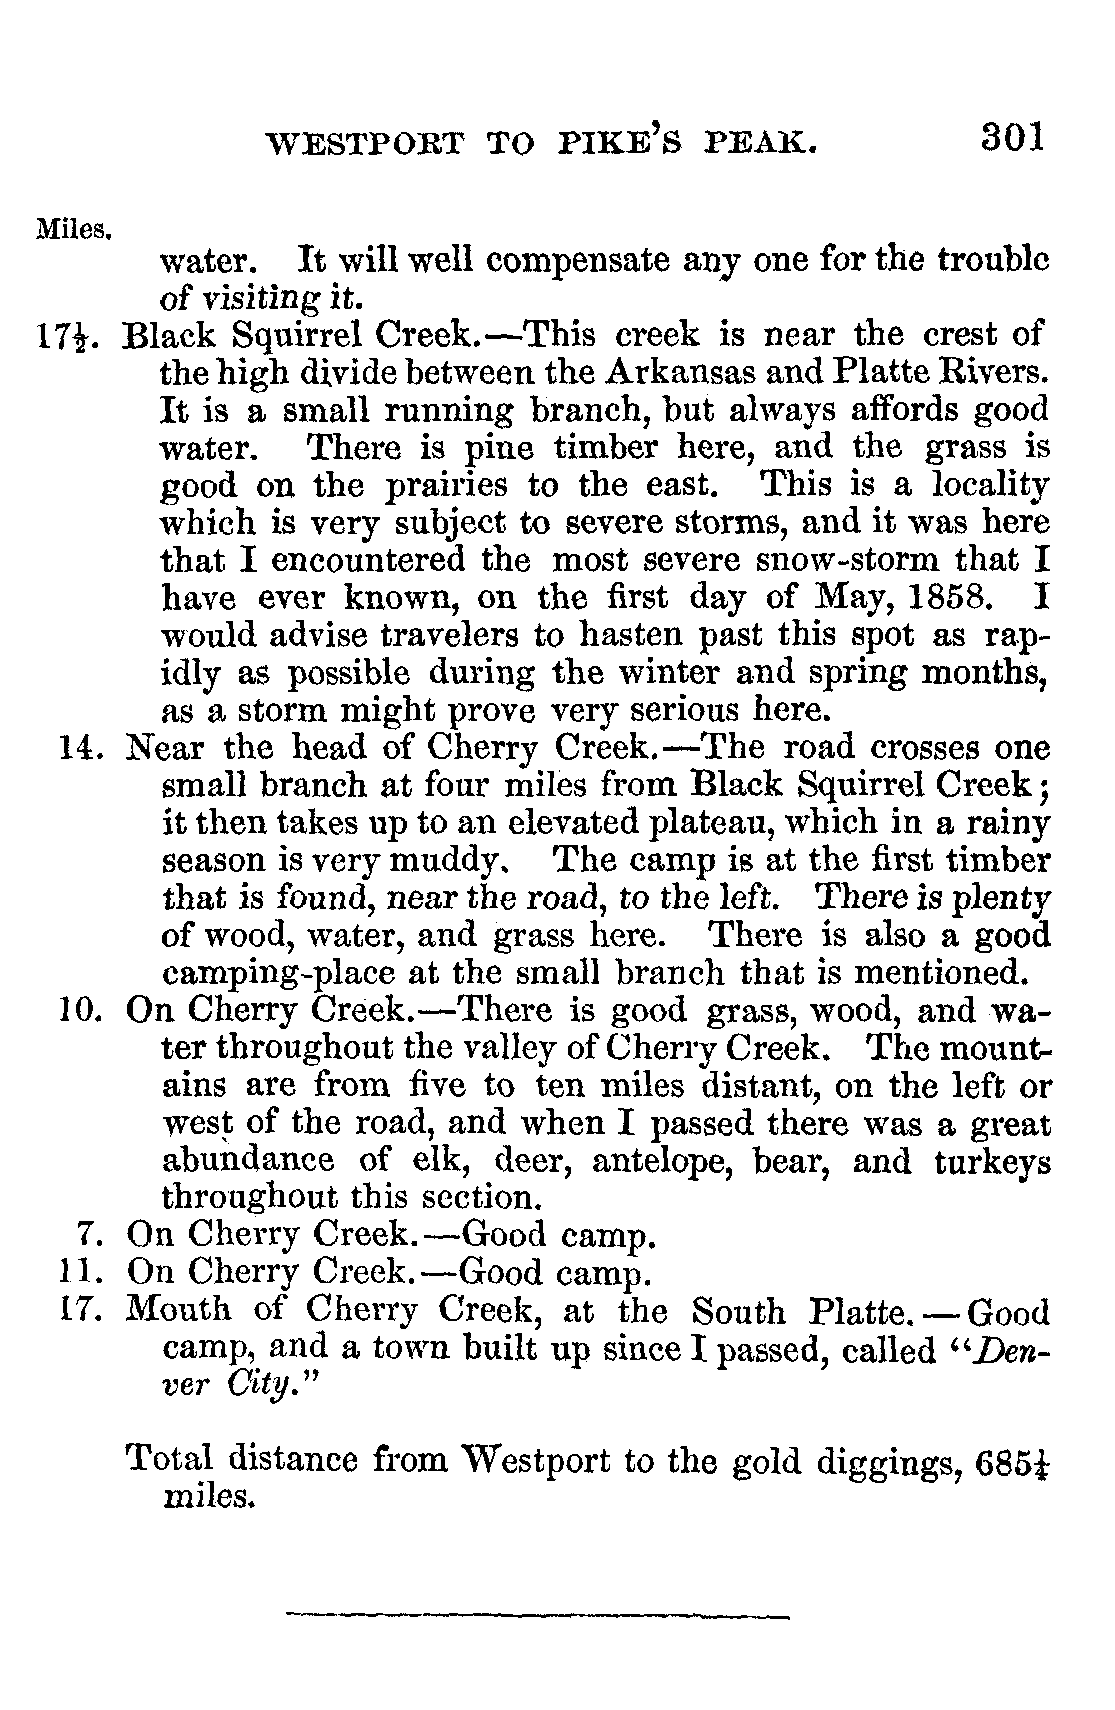 WESTPORT TO PIKE'S PEAK. 301
Miles.
water. It will well compensate any one for the trouble
of visiting it.
17½. Black Squirrel Creek.—This creek is near the crest of
the high divide between the Arkansas and Platte Rivers.
It is a small running branch, but always affords good
water. There is pine timber here, and the grass is
good on the prairies to the east. This is a locality
which is very subject to severe storms, and it was here
that I encountered the most severe snow-storm that I
have ever known, on the first day of May, 1858. I
would advise travelers to hasten past this spot as rap-
idly as possible during the winter and spring months,
as a storm might prove very serious here.
14. Near the head of Cherry Creek.—The road crosses one
small branch at four miles from Black Squirrel Creek;
it then takes up to an elevated plateau, which in a rainy
season is very muddy. The camp is at the first timber
that is found, near the road, to the left. There is plenty
of wood, water, and grass here. There is also a good
camping-place at the small branch that is mentioned.
10. On Cherry Creek.—There is good grass, wood, and wa-
ter throughout the valley of Cherry Creek. The mount-
ains are from five to ten miles distant, on the left or
west of the road, and when I passed there was a great
abundance of elk, deer, antelope, bear, and turkeys
throughout this section.
7. On Cherry Creek.—Good camp.
11. On Cherry Creek.—Good camp.
17. Mouth of Cherry Creek, at the South Platte.—Good
camp, and a town built up since I passed, called "Den-
ver City."
Total distance from Westport to the gold diggings, 685¼
miles.